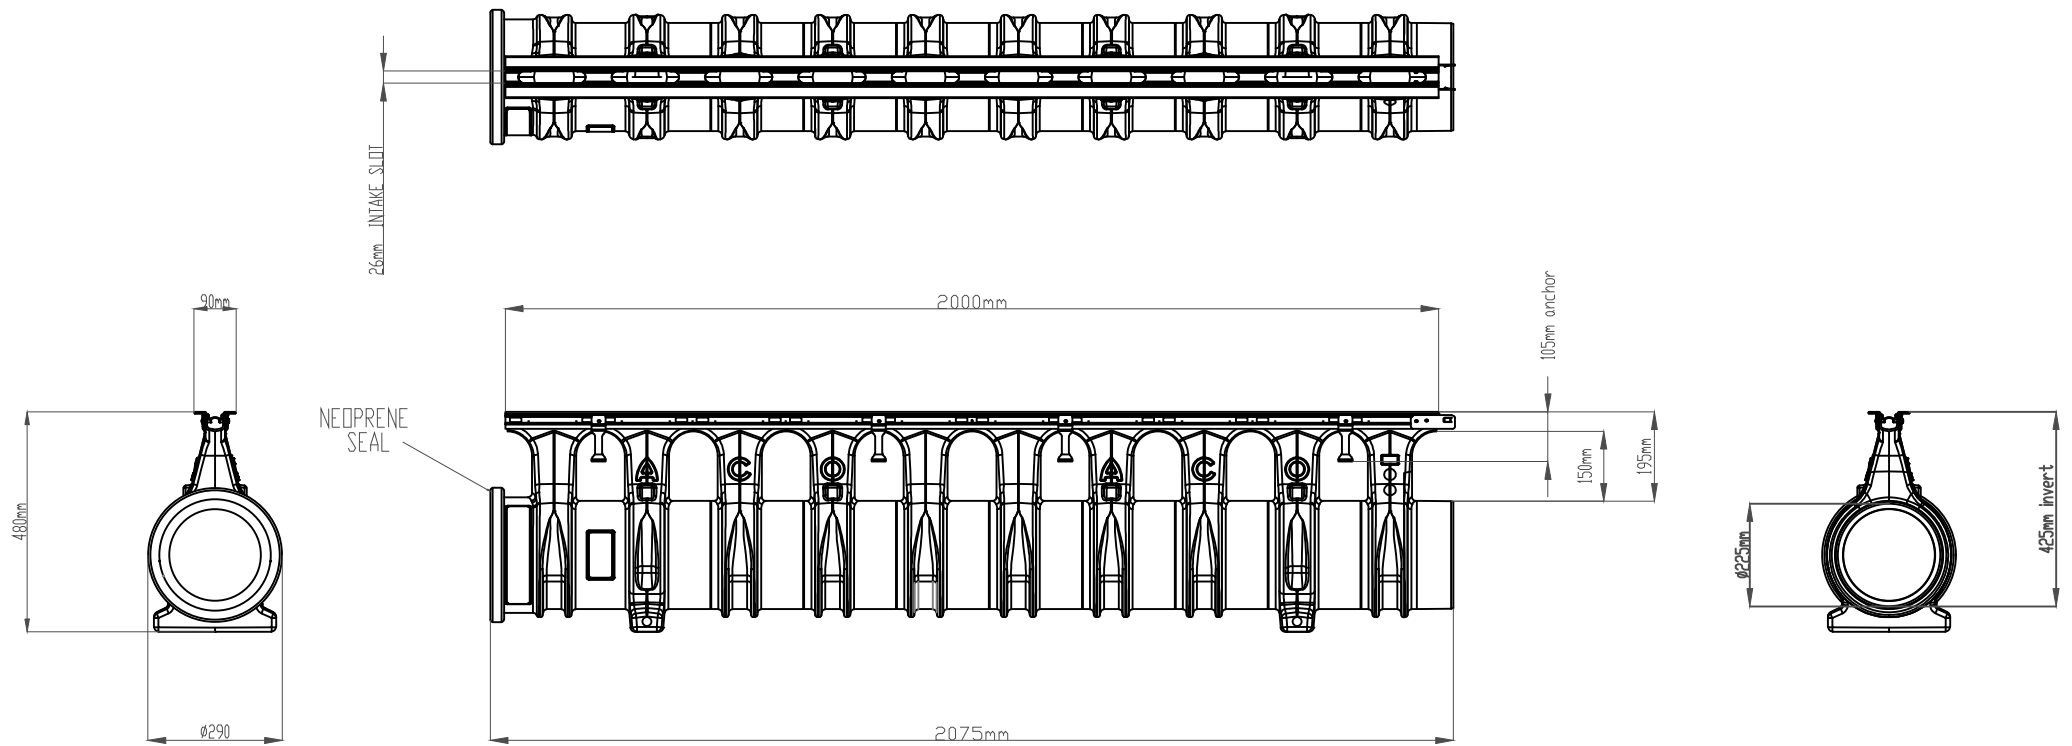 26mm INTAKE SLOT
90mm
2000mm
105mm anchor
NEOPRENE
SEAL
480mm
A C O A C O
150mm
195mm
Ø225mm
425mm invert
Ø290
2075mm